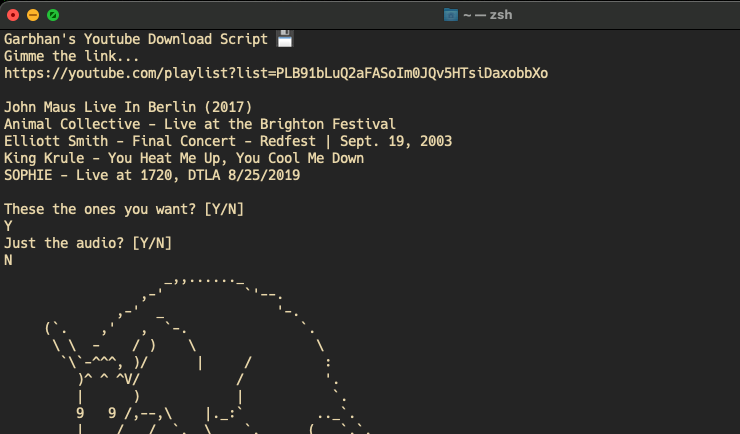 ~ — zsh
Garbhan's Youtube Download Script 💾
Gimme the link...
https://youtube.com/playlist?list=PLB91bLuQ2aFASoIm0JQv5HTsiDaxobbXo
John Maus Live In Berlin (2017)
Animal Collective - Live at the Brighton Festival
Elliott Smith - Final Concert - Redfest | Sept. 19, 2003
King Krule - You Heat Me Up, You Cool Me Down
SOPHIE - Live at 1720, DTLA 8/25/2019
These the ones you want? [Y/N]
Y
Just the audio? [Y/N]
N